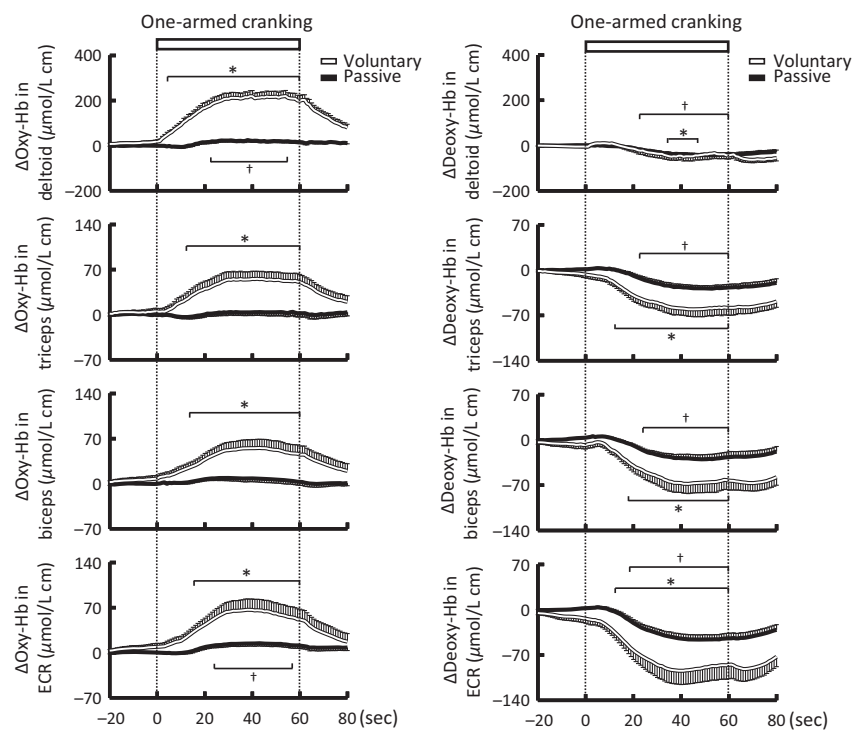 One-armed cranking
Voluntary
Passive
400
200
0
−200
ΔOxy-Hb in
deltoid (μmol/L cm)
*
†
140
70
0
−70
ΔOxy-Hb in
triceps (μmol/L cm)
*
140
70
0
−70
ΔOxy-Hb in
biceps (μmol/L cm)
*
140
70
0
−70
ΔOxy-Hb in
ECR (μmol/L cm)
*
†
−20 0 20 40 60 80 (sec)
One-armed cranking
Voluntary
Passive
400
200
0
−200
ΔDeoxy-Hb in
deltoid (μmol/L cm)
†
*
70
0
−70
−140
ΔDeoxy-Hb in
triceps (μmol/L cm)
†
*
70
0
−70
−140
ΔDeoxy-Hb in
biceps (μmol/L cm)
†
*
70
0
−70
−140
ΔDeoxy-Hb in
ECR (μmol/L cm)
†
*
−20 0 20 40 60 80 (sec)